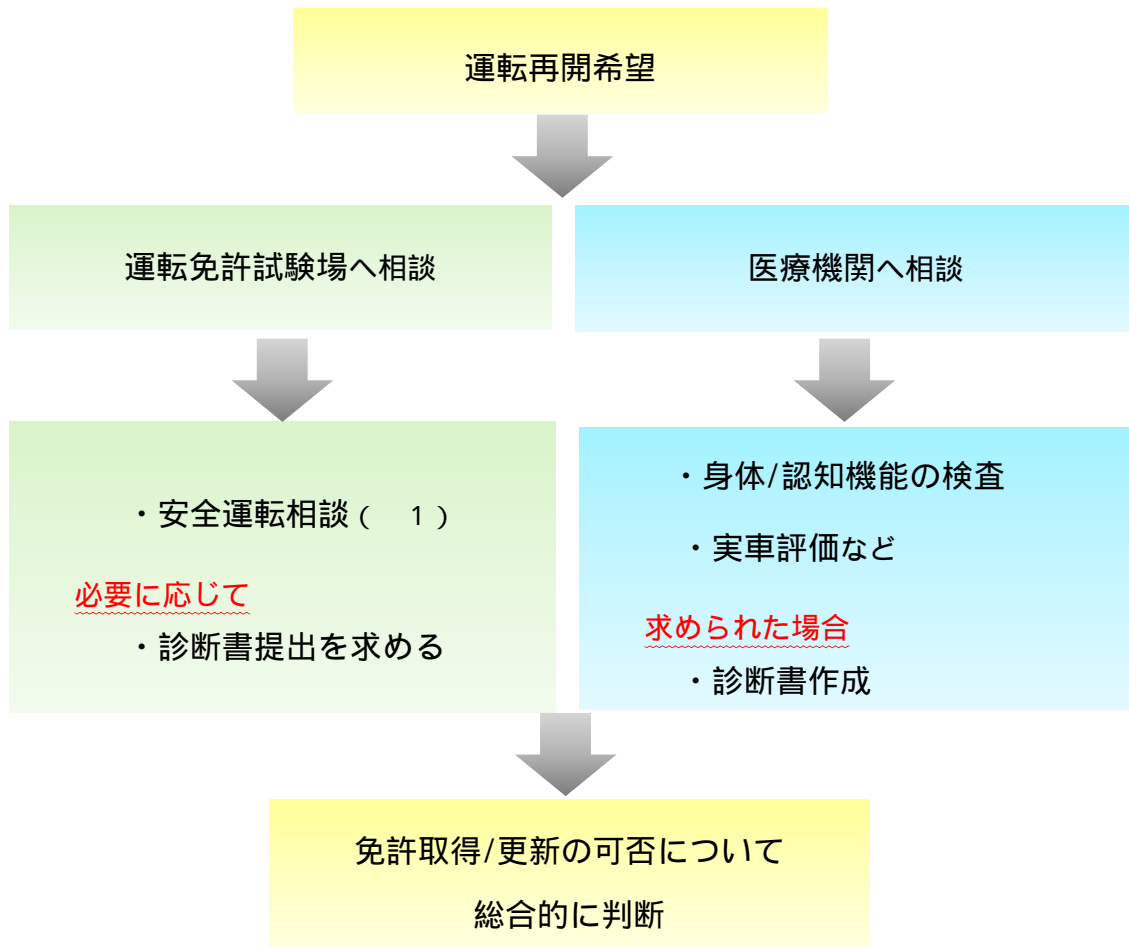 運転再開希望
運転免許試験場へ相談
医療機関へ相談
・安全運転相談（　1）
必要に応じて
・診断書提出を求める
・身体/認知機能の検査
・実車評価など
求められた場合
・診断書作成
免許取得/更新の可否について
総合的に判断